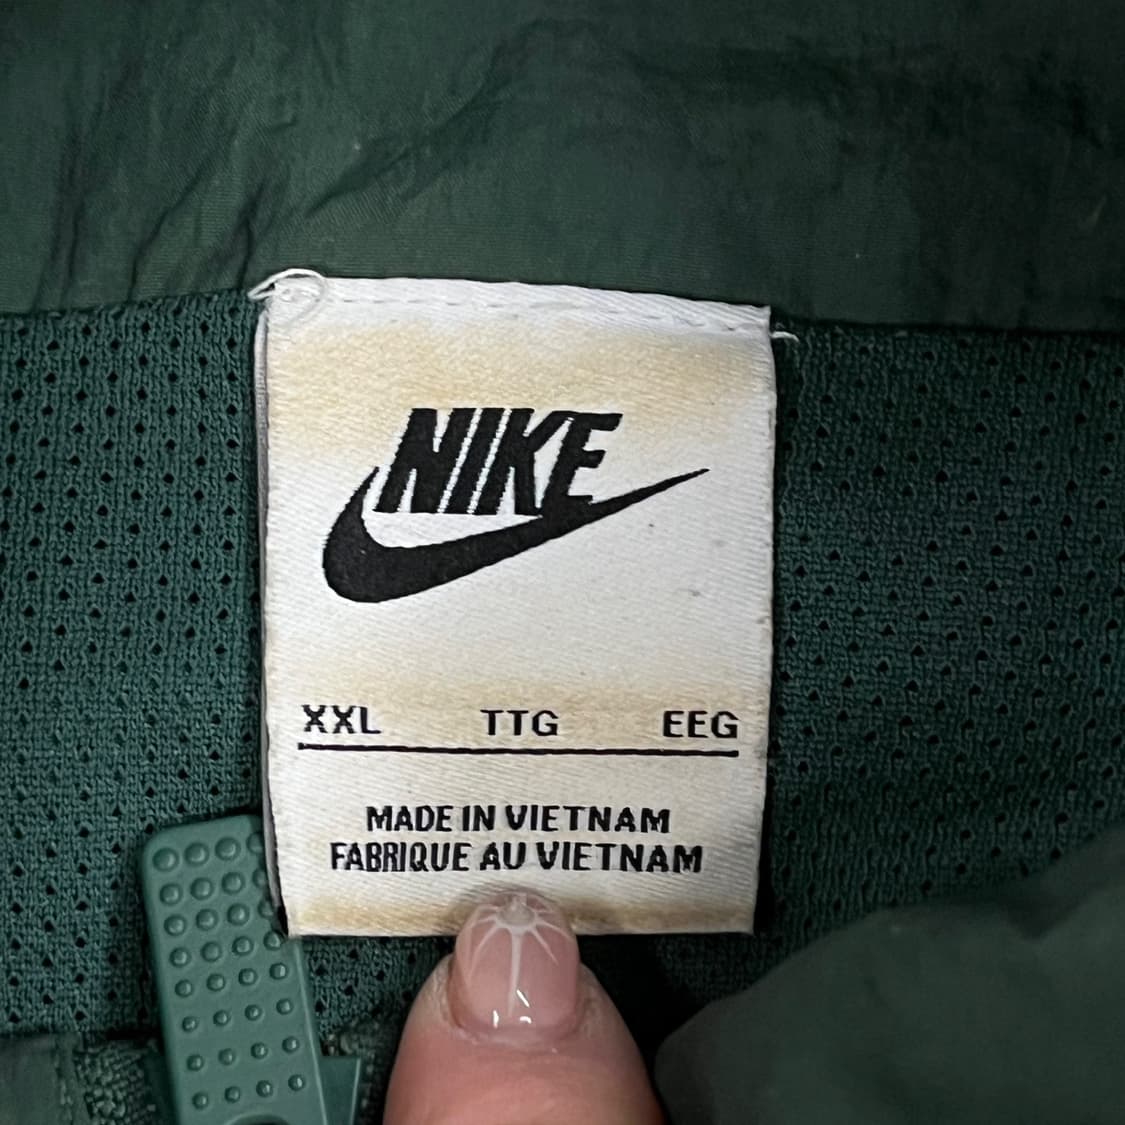 NIKE
XXL TTG EEG
MADE IN VIETNAM
FABRIQUE AU VIETNAM